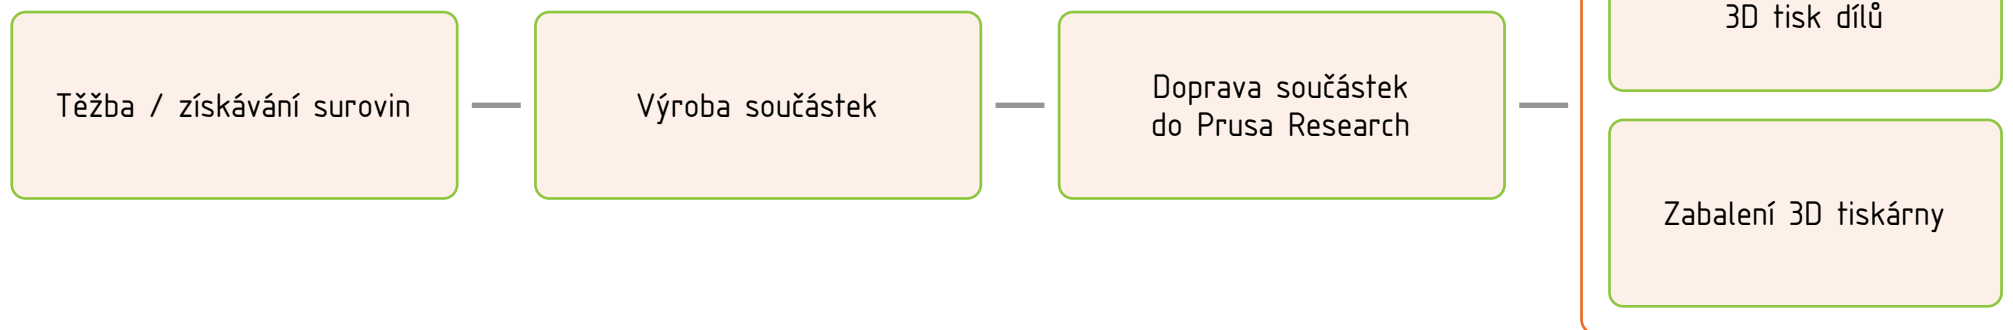 Těžba / získávání surovin
Výroba součástek
Doprava součástek
do Prusa Research
3D tisk dílů
Zabalení 3D tiskárny